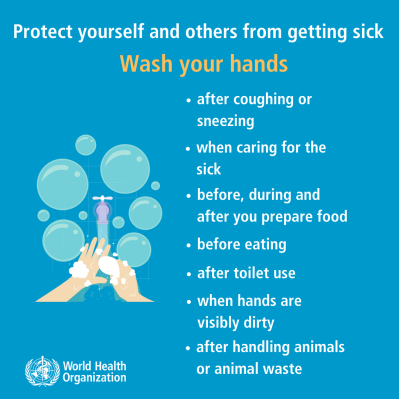 Protect yourself and others from getting sick
Wash your hands
• after coughing or
sneezing
• when caring for the
sick
• before, during and
after you prepare food
• before eating
• after toilet use
• when hands are
visibly dirty
• after handling animals
or animal waste
World Health
Organization